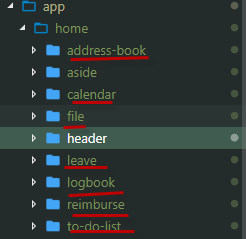 app
home
address-book
aside
calendar
file
header
leave
logbook
reimburse
to-do-list